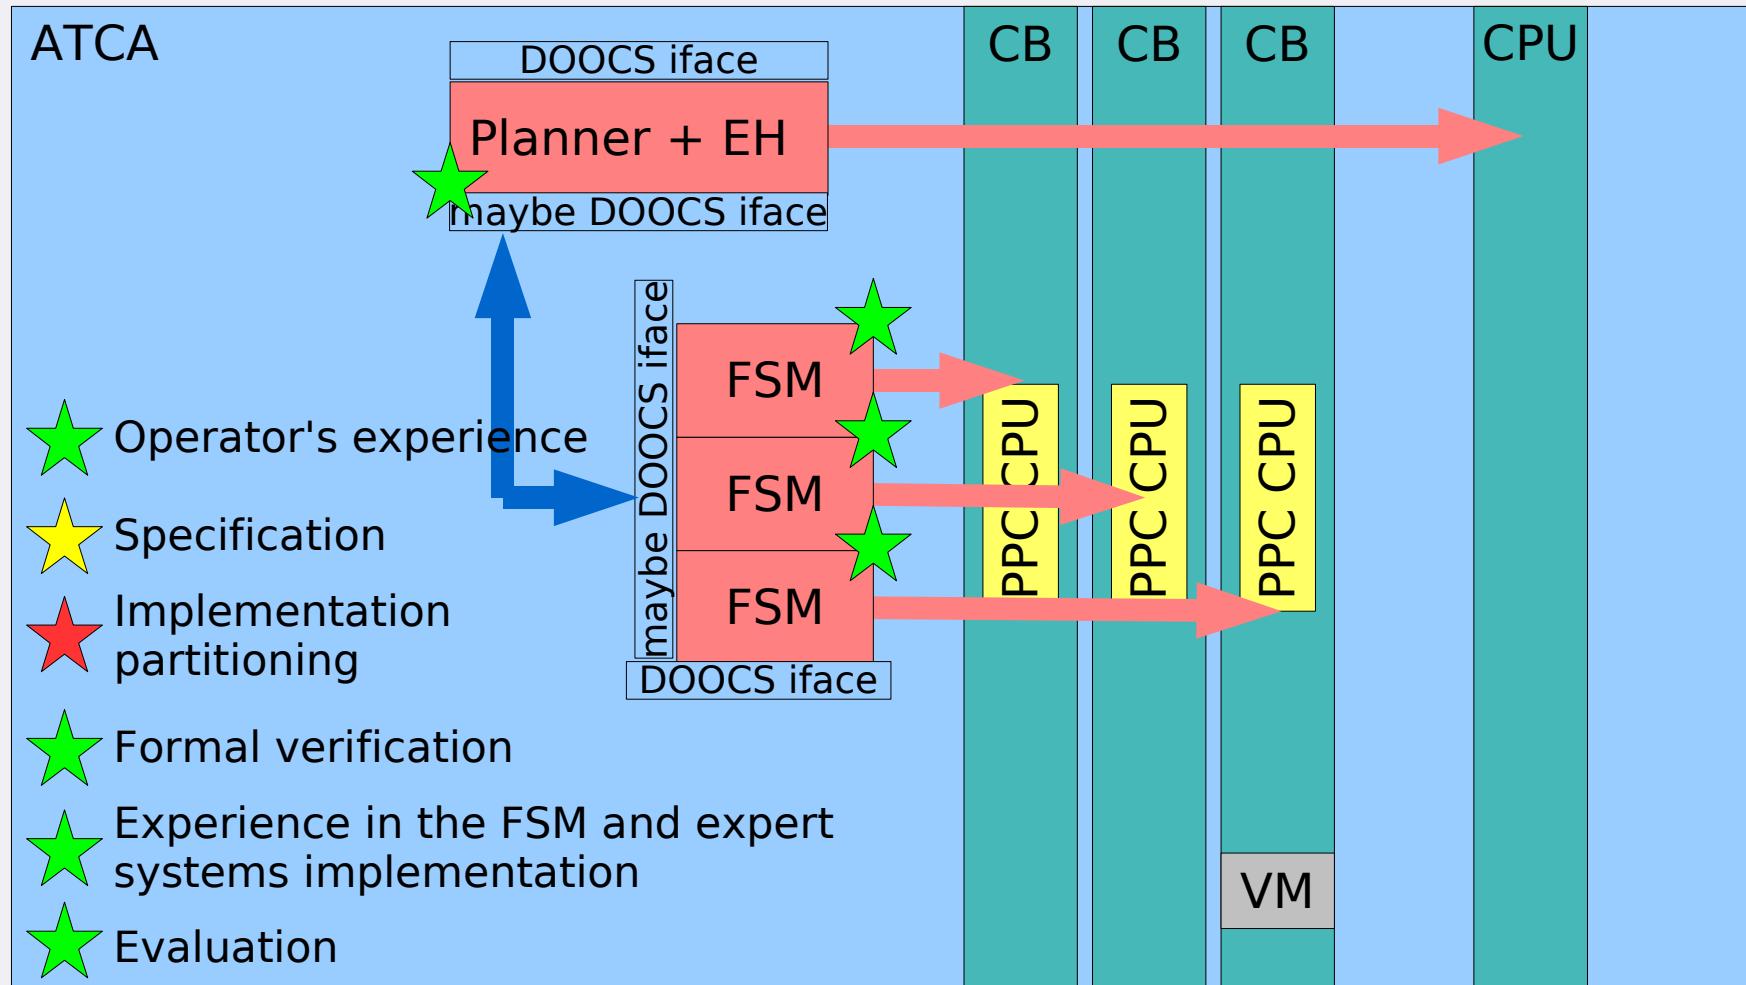 ATCA
DOOCS iface
Planner + EH
maybe DOOCS iface
CB
CB
CB
CPU
maybe DOOCS iface
FSM
FSM
FSM
DOOCS iface
PPC CPU
PPC CPU
PPC CPU
VM
Operator's experience
Specification
Implementation
partitioning
Formal verification
Experience in the FSM and expert
systems implementation
Evaluation